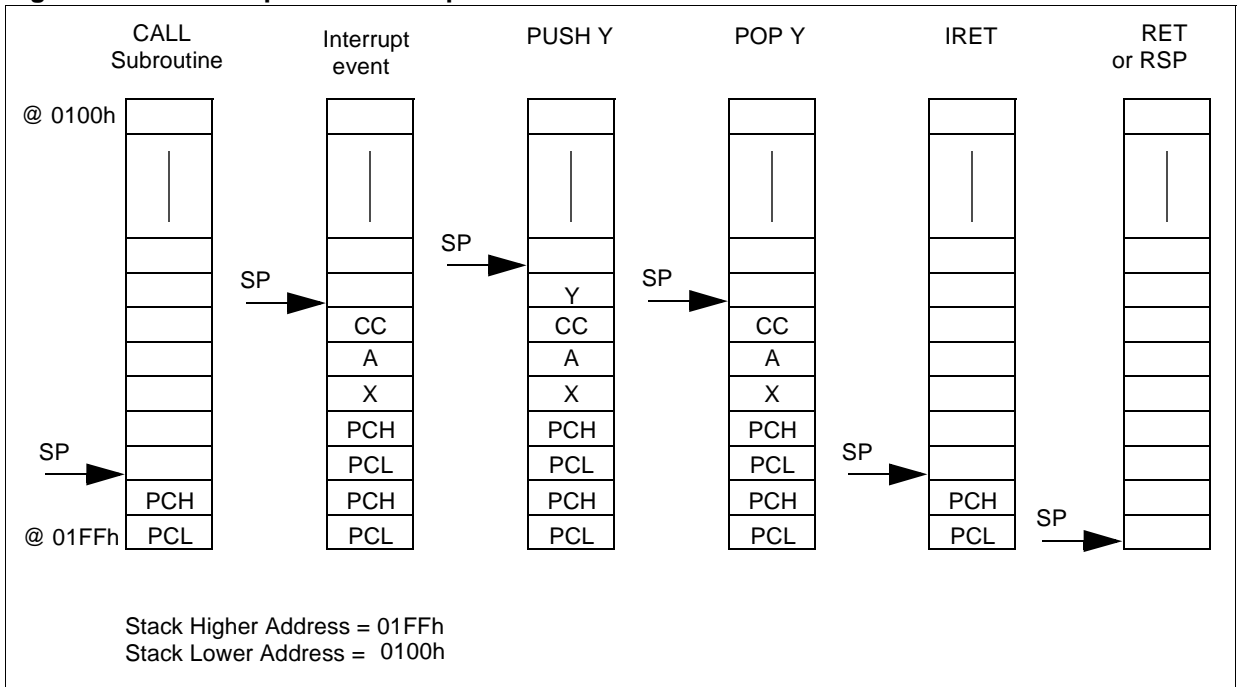 CALL
Subroutine
Interrupt
event
PUSH Y
POP Y
IRET
RET
or RSP
@ 0100h
SP
SP
SP
Y
CC
CC
CC
A
A
A
X
X
X
PCH
PCH
PCH
SP
SP
PCL
PCL
PCL
PCH
PCH
PCH
PCH
PCH
SP
@ 01FFh
PCL
PCL
PCL
PCL
PCL
Stack Higher Address = 01FFh
Stack Lower Address = 0100h